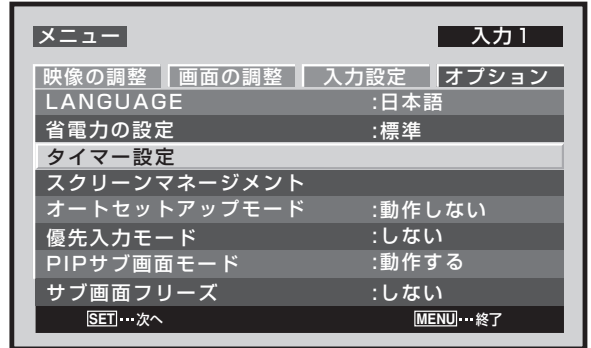 メニュー 入力1
映像の調整 画面の調整 入力設定 オプション
LANGUAGE :日本語
省電力の設定 :標準
タイマー設定
スクリーンマネージメント
オートセットアップモード :動作しない
優先入力モード :しない
PIPサブ画面モード :動作する
サブ画面フリーズ :しない
SET…次へ MENU…終了